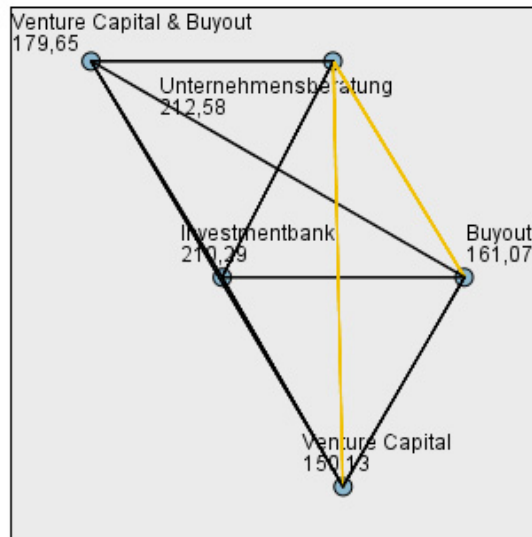 Venture Capital & Buyout
179,65
Unternehmensberatung
212,58
Investmentbank
210,29
Buyout
161,07
Venture Capital
150,13